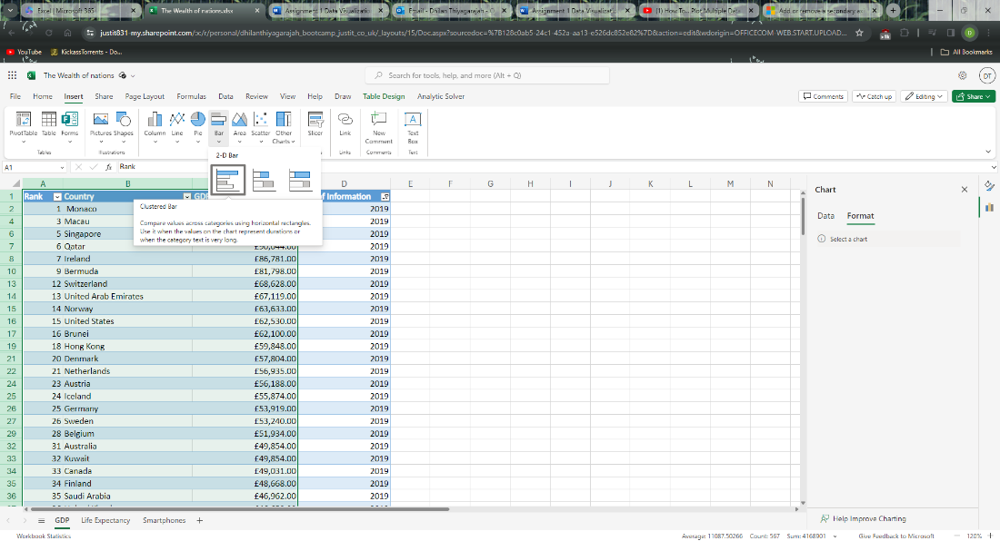 Excel | Microsoft 365
The Wealth of nations.xlsx
Assignment 1 Data Visualizatio
Email - Dhilan Thiyagarajah - O
Assignment 1 Data Visualizat
(1) How To... Plot Multiple Data
Add or remove a secondary ax
justit831-my.sharepoint.com/:x:/r/personal/dhilanthiyagarajah_bootcamp_justit_co_uk/_layouts/15/Doc.aspx?sourcedoc=%7B128c0ab5-24c1-452a-aa13-e526dc852e82%7D&action=edit&wdorigin=OFFICECOM-WEB.START.UPLOAD...
D
YouTube
KickassTorrents - Do...
All Bookmarks
The Wealth of nations
Search for tools, help, and more (Alt + Q)
DT
File Home Insert Share Page Layout Formulas Data Review View Help Draw Table Design Analytic Solver
Comments Catch up Editing Share
PivotTable Table Forms Pictures Shapes Column Line Pie Bar Area Scatter Other Charts Slicer Link New Comment Text Box
Tables Illustrations Links Comments Text
2-D Bar
A1 fx Rank
A B D E F G H I J K L M N
1 Rank Country GD f Information
Clustered Bar
Compare values across categories using horizontal rectangles.
Use it when the values on the chart represent durations or
when the category text is very long.
2 1 Monaco 2019
4 3 Macau 2019
6 5 Singapore 2019
7 6 Qatar £90,044.00 2019
8 7 Ireland £86,781.00 2019
10 9 Bermuda £81,798.00 2019
13 12 Switzerland £68,628.00 2019
14 13 United Arab Emirates £67,119.00 2019
15 14 Norway £63,633.00 2019
16 15 United States £62,530.00 2019
17 16 Brunei £62,100.00 2019
19 18 Hong Kong £59,848.00 2019
21 20 Denmark £57,804.00 2019
22 21 Netherlands £56,935.00 2019
24 23 Austria £56,188.00 2019
25 24 Iceland £55,874.00 2019
26 25 Germany £53,919.00 2019
27 26 Sweden £53,240.00 2019
29 28 Belgium £51,934.00 2019
32 31 Australia £49,854.00 2019
33 32 Kuwait £49,854.00 2019
34 33 Canada £49,031.00 2019
35 34 Finland £48,668.00 2019
36 35 Saudi Arabia £46,962.00 2019
Chart
Data Format
Select a chart
Help Improve Charting
GDP Life Expectancy Smartphones
Workbook Statistics
Average: 11087.50266 Count: 567 Sum: 4168901
Give Feedback to Microsoft
120%